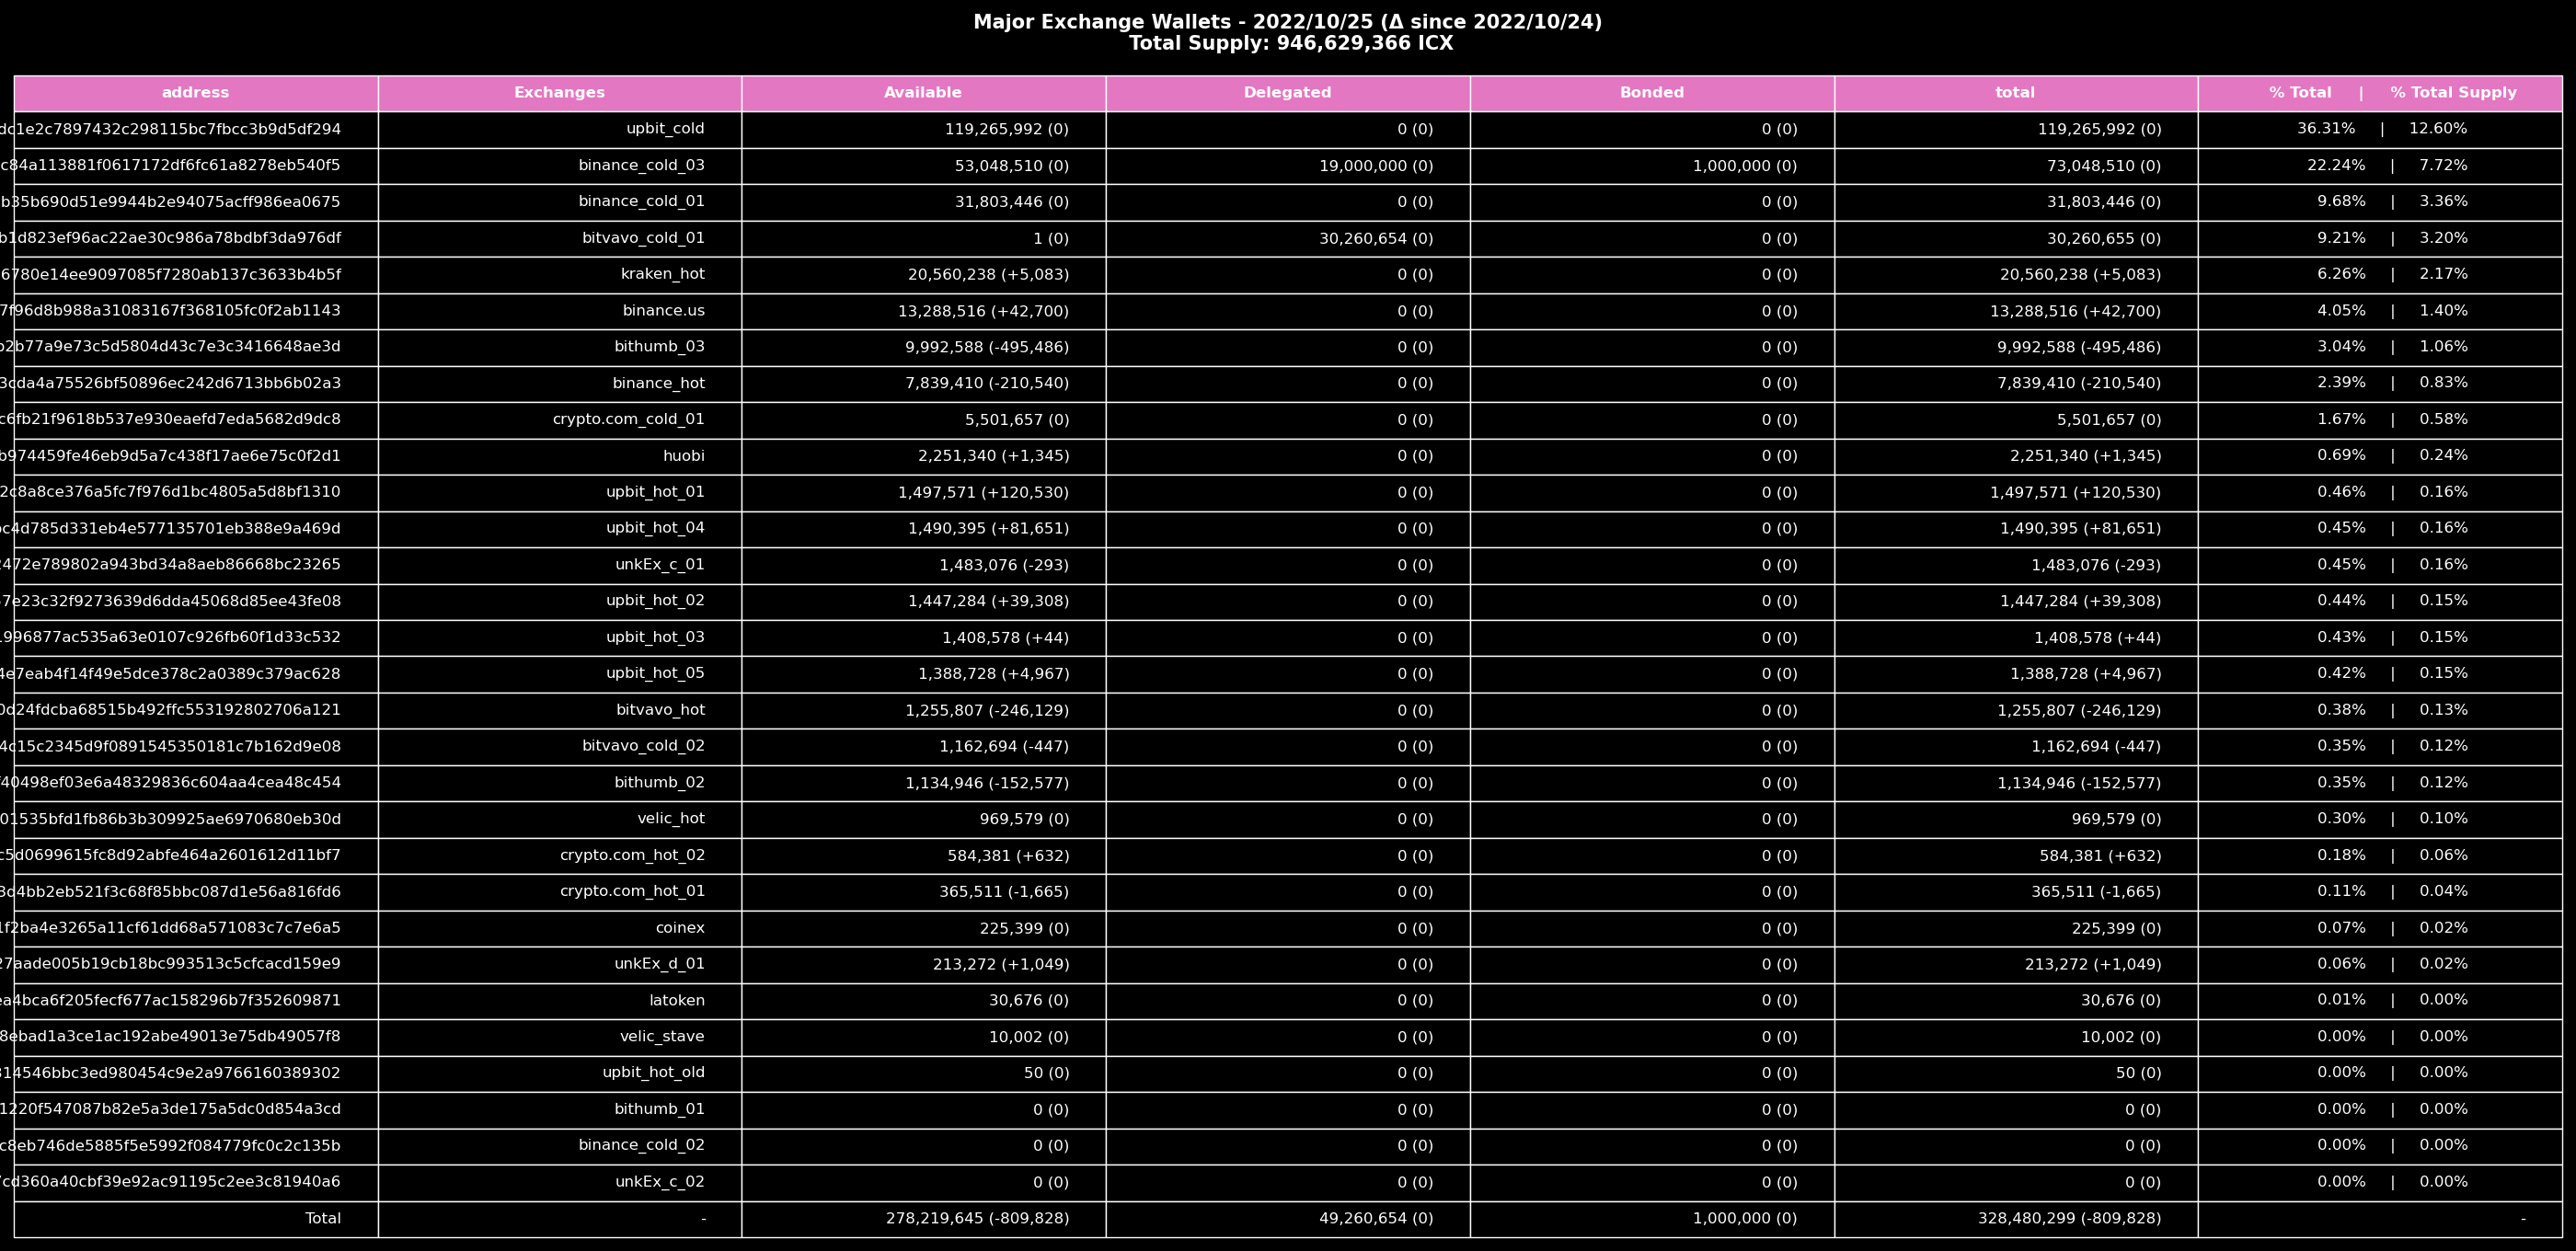 Major Exchange Wallets - 2022/10/25 (Δ since 2022/10/24)
Total Supply: 946,629,366 ICX
address Exchanges Available Delegated Bonded total % Total | % Total Supply
dc1e2c7897432c298115bc7fbcc3b9d5df294 upbit_cold 119,265,992 (0) 0 (0) 0 (0) 119,265,992 (0) 36.31% | 12.60%
c84a113881f0617172df6fc61a8278eb540f5 binance_cold_03 53,048,510 (0) 19,000,000 (0) 1,000,000 (0) 73,048,510 (0) 22.24% | 7.72%
b35b690d51e9944b2e94075acff986ea0675 binance_cold_01 31,803,446 (0) 0 (0) 0 (0) 31,803,446 (0) 9.68% | 3.36%
b1d823ef96ac22ae30c986a78bdbf3da976df bitvavo_cold_01 1 (0) 30,260,654 (0) 0 (0) 30,260,655 (0) 9.21% | 3.20%
6780e14ee9097085f7280ab137c3633b4b5f kraken_hot 20,560,238 (+5,083) 0 (0) 0 (0) 20,560,238 (+5,083) 6.26% | 2.17%
7f96d8b988a31083167f368105fc0f2ab1143 binance.us 13,288,516 (+42,700) 0 (0) 0 (0) 13,288,516 (+42,700) 4.05% | 1.40%
b2b77a9e73c5d5804d43c7e3c3416648ae3d bithumb_03 9,992,588 (-495,486) 0 (0) 0 (0) 9,992,588 (-495,486) 3.04% | 1.06%
3cda4a75526bf50896ec242d6713bb6b02a3 binance_hot 7,839,410 (-210,540) 0 (0) 0 (0) 7,839,410 (-210,540) 2.39% | 0.83%
c6fb21f9618b537e930eaefd7eda5682d9dc8 crypto.com_cold_01 5,501,657 (0) 0 (0) 0 (0) 5,501,657 (0) 1.67% | 0.58%
b974459fe46eb9d5a7c438f17ae6e75c0f2d1 huobi 2,251,340 (+1,345) 0 (0) 0 (0) 2,251,340 (+1,345) 0.69% | 0.24%
2c8a8ce376a5fc7f976d1bc4805a5d8bf1310 upbit_hot_01 1,497,571 (+120,530) 0 (0) 0 (0) 1,497,571 (+120,530) 0.46% | 0.16%
c4d785d331eb4e577135701eb388e9a469d upbit_hot_04 1,490,395 (+81,651) 0 (0) 0 (0) 1,490,395 (+81,651) 0.45% | 0.16%
2472e789802a943bd34a8aeb86668bc23265 unkEx_c_01 1,483,076 (-293) 0 (0) 0 (0) 1,483,076 (-293) 0.45% | 0.16%
7e23c32f9273639d6dda45068d85ee43fe08 upbit_hot_02 1,447,284 (+39,308) 0 (0) 0 (0) 1,447,284 (+39,308) 0.44% | 0.15%
1996877ac535a63e0107c926fb60f1d33c532 upbit_hot_03 1,408,578 (+44) 0 (0) 0 (0) 1,408,578 (+44) 0.43% | 0.15%
4e7eab4f14f49e5dce378c2a0389c379ac628 upbit_hot_05 1,388,728 (+4,967) 0 (0) 0 (0) 1,388,728 (+4,967) 0.42% | 0.15%
0d24fdcba68515b492ffc553192802706a121 bitvavo_hot 1,255,807 (-246,129) 0 (0) 0 (0) 1,255,807 (-246,129) 0.38% | 0.13%
4c15c2345d9f0891545350181c7b162d9e08 bitvavo_cold_02 1,162,694 (-447) 0 (0) 0 (0) 1,162,694 (-447) 0.35% | 0.12%
40498ef03e6a48329836c604aa4cea48c454 bithumb_02 1,134,946 (-152,577) 0 (0) 0 (0) 1,134,946 (-152,577) 0.35% | 0.12%
01535bfd1fb86b3b309925ae6970680eb30d velic_hot 969,579 (0) 0 (0) 0 (0) 969,579 (0) 0.30% | 0.10%
c5d0699615fc8d92abfe464a2601612d11bf7 crypto.com_hot_02 584,381 (+632) 0 (0) 0 (0) 584,381 (+632) 0.18% | 0.06%
3d4bb2eb521f3c68f85bbc087d1e56a816fd6 crypto.com_hot_01 365,511 (-1,665) 0 (0) 0 (0) 365,511 (-1,665) 0.11% | 0.04%
1f2ba4e3265a11cf61dd68a571083c7c7e6a5 coinex 225,399 (0) 0 (0) 0 (0) 225,399 (0) 0.07% | 0.02%
27aade005b19cb18bc993513c5cfcacd159e9 unkEx_d_01 213,272 (+1,049) 0 (0) 0 (0) 213,272 (+1,049) 0.06% | 0.02%
ea4bca6f205fecf677ac158296b7f352609871 latoken 30,676 (0) 0 (0) 0 (0) 30,676 (0) 0.01% | 0.00%
8ebad1a3ce1ac192abe49013e75db49057f8 velic_stave 10,002 (0) 0 (0) 0 (0) 10,002 (0) 0.00% | 0.00%
314546bbc3ed980454c9e2a9766160389302 upbit_hot_old 50 (0) 0 (0) 0 (0) 50 (0) 0.00% | 0.00%
1220f547087b82e5a3de175a5dc0d854a3cd bithumb_01 0 (0) 0 (0) 0 (0) 0 (0) 0.00% | 0.00%
c8eb746de5885f5e5992f084779fc0c2c135b binance_cold_02 0 (0) 0 (0) 0 (0) 0 (0) 0.00% | 0.00%
cd360a40cbf39e92ac91195c2ee3c81940a6 unkEx_c_02 0 (0) 0 (0) 0 (0) 0 (0) 0.00% | 0.00%
Total - 278,219,645 (-809,828) 49,260,654 (0) 1,000,000 (0) 328,480,299 (-809,828) -